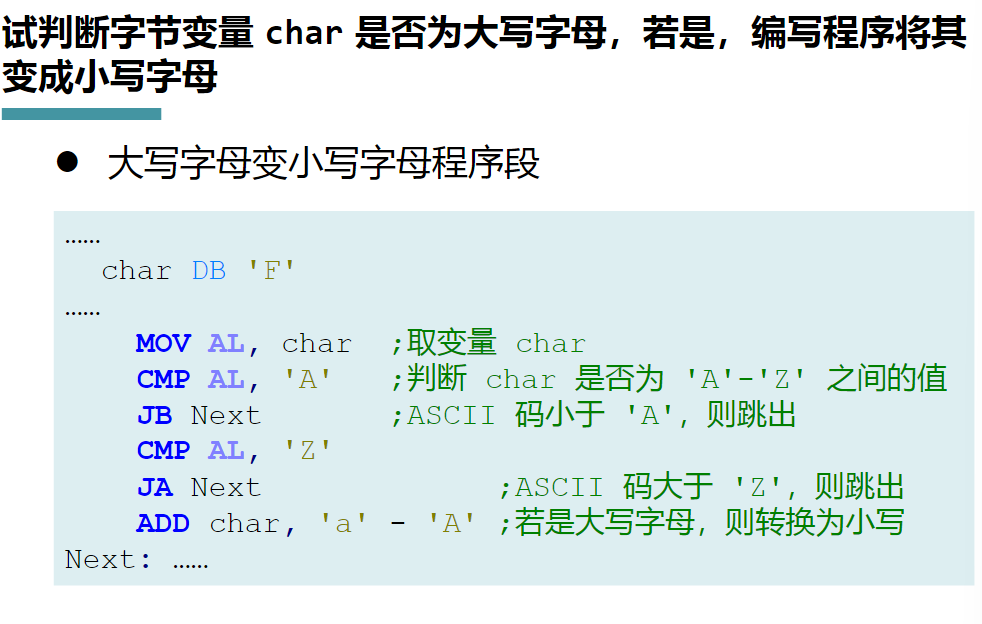 试判断字节变量 char 是否为大写字母，若是，编写程序将其
变成小写字母
● 大写字母变小写字母程序段
……
char DB 'F'
……
MOV AL, char ;取变量 char
CMP AL, 'A' ;判断 char 是否为 'A'-'Z' 之间的值
JB Next ;ASCII 码小于 'A'，则跳出
CMP AL, 'Z'
JA Next ;ASCII 码大于 'Z'，则跳出
ADD char, 'a' - 'A' ;若是大写字母，则转换为小写
Next: ……